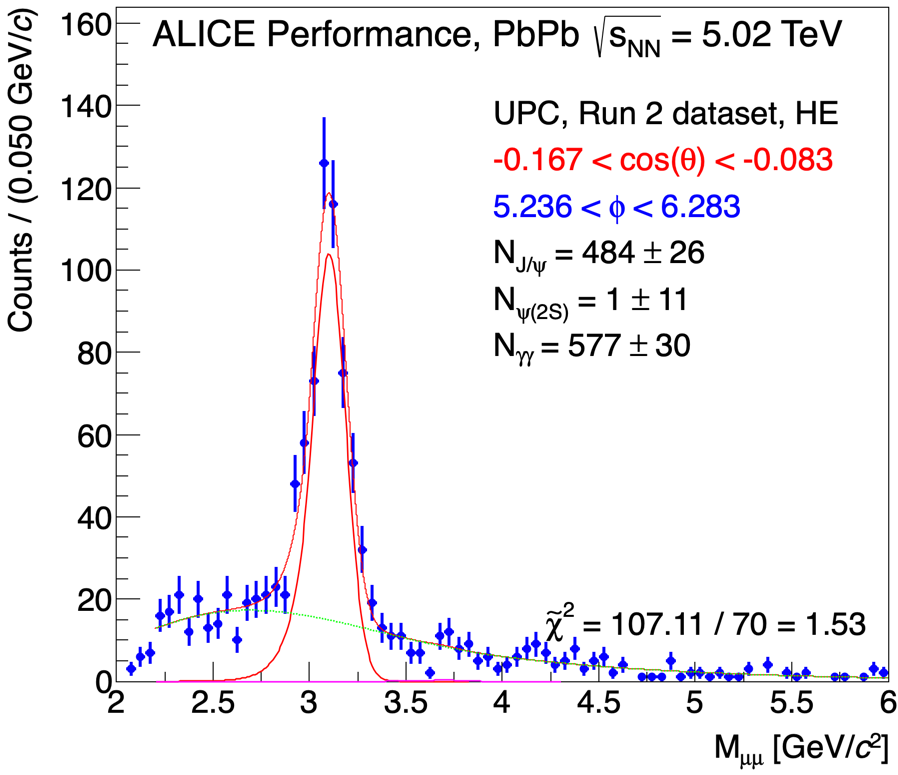 ALICE Performance, PbPb √sNN = 5.02 TeV
UPC, Run 2 dataset, HE
-0.167 < cos(θ) < -0.083
5.236 < ϕ < 6.283
NJ/ψ = 484 ± 26
Nψ(2S) = 1 ± 11
Nγγ = 577 ± 30
χ̃² = 107.11 / 70 = 1.53
Counts / (0.050 GeV/c)
160
140
120
100
80
60
40
20
0
2 2.5 3 3.5 4 4.5 5 5.5 6
Mμμ [GeV/c²]